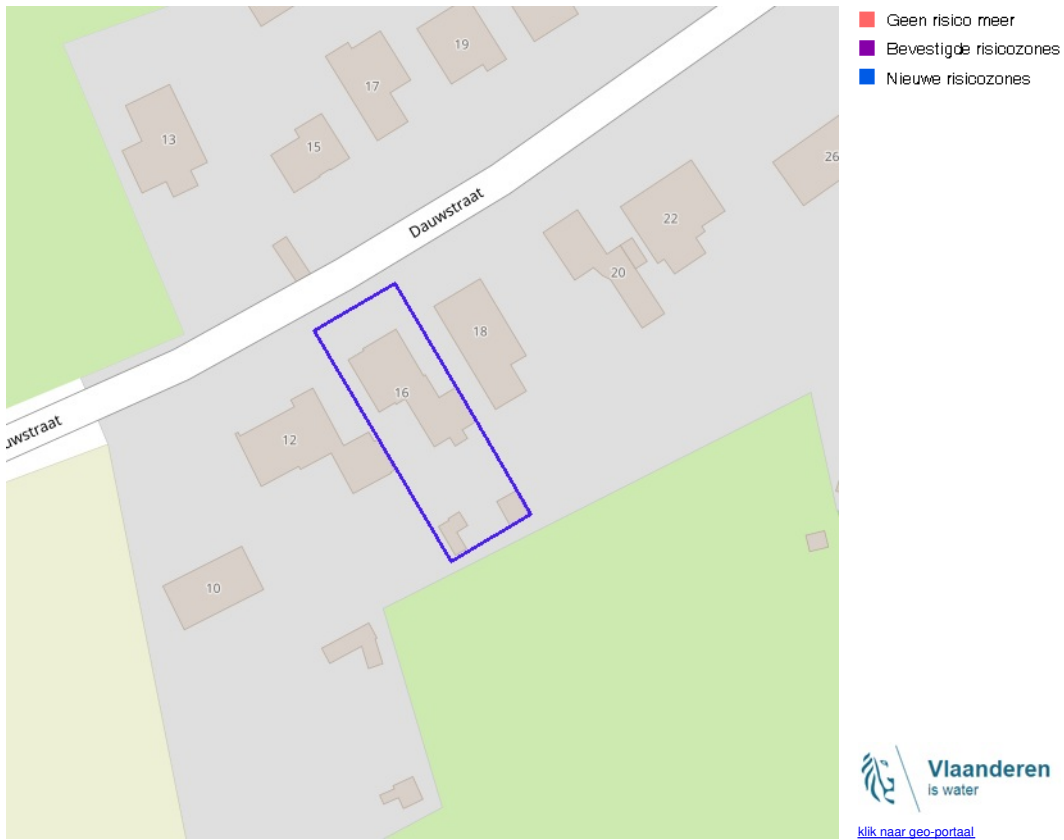 Geen risico meer
Bevestigde risicozones
Nieuwe risicozones
19
17
13
15
26
Dauwstraat
22
20
18
16
uwstraat
12
10
Vlaanderen
is water
klik naar geo-portaal